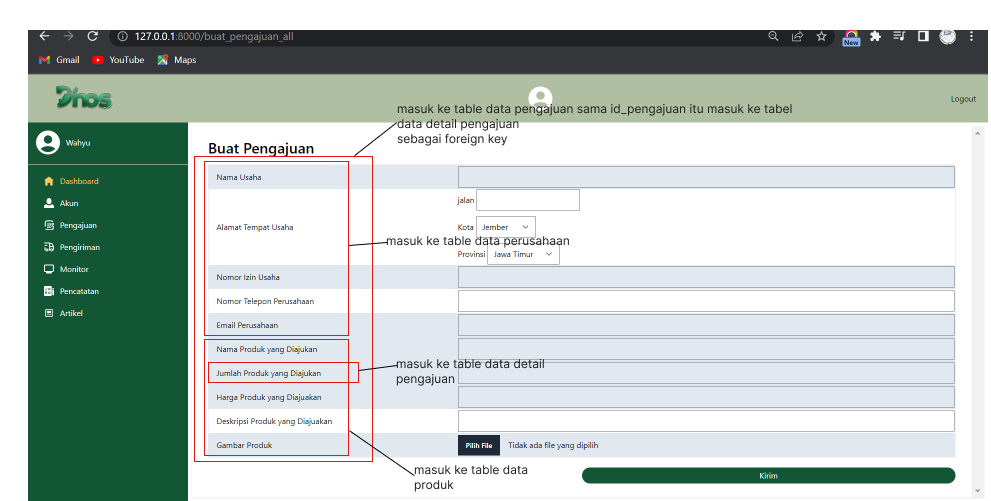 127.0.0.1:8000/buat_pengajuan_all
New
Gmail
YouTube
Maps
Dhos
Logout
masuk ke table data pengajuan sama id_pengajuan itu masuk ke tabel
data detail pengajuan
sebagai foreign key
Wahyu
Dashboard
Akun
Pengajuan
Pengiriman
Monitor
Pencatatan
Artikel
Buat Pengajuan
Nama Usaha
Alamat Tempat Usaha
jalan
Kota Jember
Provinsi Jawa Timur
masuk ke table data perusahaan
Nomor Izin Usaha
Nomor Telepon Perusahaan
Email Perusahaan
Nama Produk yang Diajukan
Jumlah Produk yang Diajukan
masuk ke table data detail
pengajuan
Harga Produk yang Diajuakan
Deskripsi Produk yang Diajuakan
Gambar Produk
Pilih File Tidak ada file yang dipilih
masuk ke table data
produk
Kirim